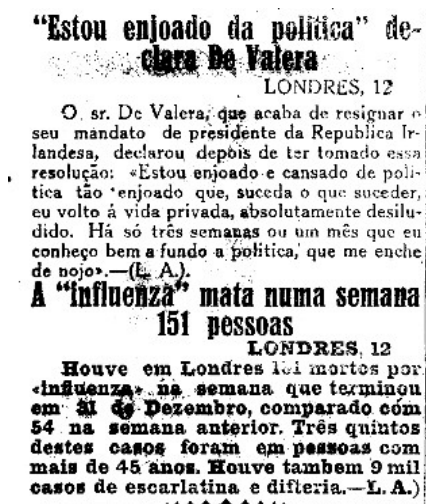 “Estou enjoado da politica” de-
clara De Valera
LONDRES, 12
O sr. De Valera, que acaba de resignar o
seu mandato de presidente da Republica Ir-
landesa, declarou depois de ter tomado essa
resolução: «Estou enjoado e cansado de poli-
tica tão enjoado que, suceda o que suceder,
eu volto á vida privada, absolutamente desilu-
dido. Há só três semanas ou um mês que eu
conheço bem a fundo a politica, que me enche
de nojo».—(L. A.).
A “influenza” mata numa semana
151 pessoas
LONDRES, 12
Houve em Londres mortos por
«influenza» na semana que terminou
em 31 de Dezembro, comparado com
54 na semana anterior. Três quintos
destes casos foram em pessoas com
mais de 45 anos. Houve tambem 9 mil
casos de escarlatina e difteria.—L. A.)